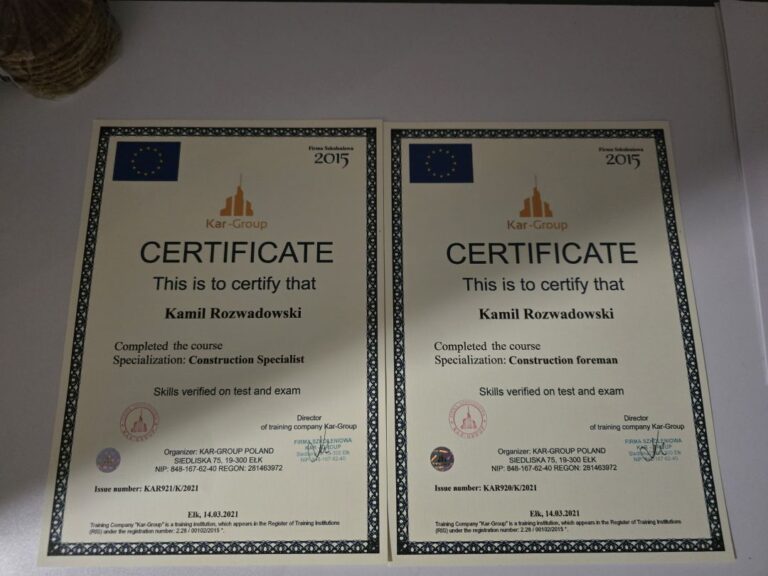 Firma Szkoleniowa
2015
Kar-Group
CERTIFICATE
This is to certify that
Kamil Rozwadowski
Completed the course
Specialization: Construction Specialist
Skills verified on test and exam
Director
of training company Kar-Group
FIRMA SZKOLENIOWA
KAR-GROUP
Organizer: KAR-GROUP POLAND
SIEDLISKA 75, 19-300 EŁK
NIP: 848-167-62-40 REGON: 281463972
Issue number: KAR921/K/2021
Ełk, 14.03.2021
Training Company "Kar-Group" is a training institution, which appears in the Register of Training Institutions
(RIS) under the registration number: 2.28 / 00102/2015 ".
Firma Szkoleniowa
2015
Kar-Group
CERTIFICATE
This is to certify that
Kamil Rozwadowski
Completed the course
Specialization: Construction foreman
Skills verified on test and exam
Director
of training company Kar-Group
FIRMA SZKOLENIOWA
Organizer: KAR-GROUP POLAND
SIEDLISKA 75, 19-300 EŁK
NIP: 848-167-62-40 REGON: 281463972
Issue number: KAR920/K/2021
Ełk, 14.03.2021
Training Company "Kar-Group" is a training institution, which appears in the Register of Training Institutions
(RIS) under the registration number: 2.28 / 00102/2015 ".